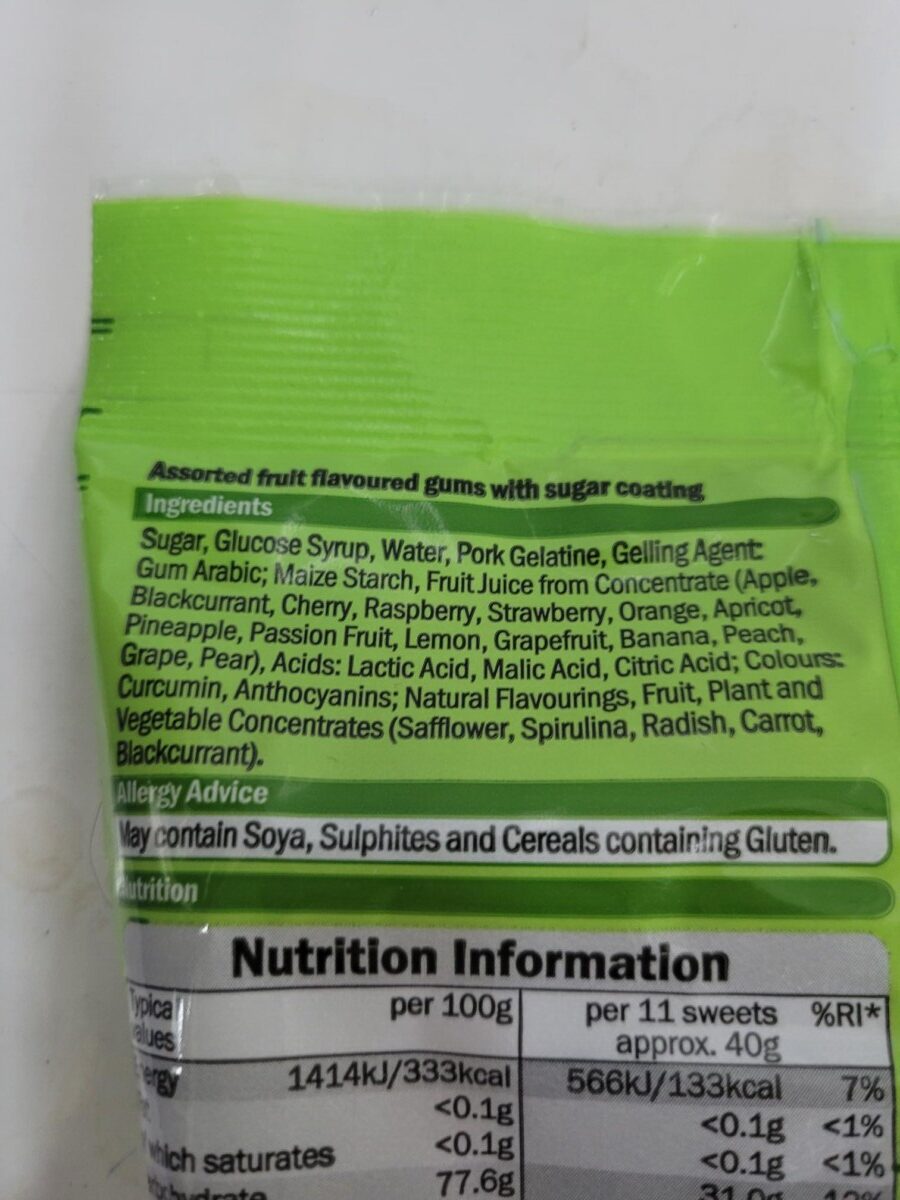 Assorted fruit flavoured gums with sugar coating
Ingredients
Sugar, Glucose Syrup, Water, Pork Gelatine, Gelling Agent:
Gum Arabic; Maize Starch, Fruit Juice from Concentrate (Apple,
Blackcurrant, Cherry, Raspberry, Strawberry, Orange, Apricot,
Pineapple, Passion Fruit, Lemon, Grapefruit, Banana, Peach,
Grape, Pear), Acids: Lactic Acid, Malic Acid, Citric Acid; Colours:
Curcumin, Anthocyanins; Natural Flavourings, Fruit, Plant and
Vegetable Concentrates (Safflower, Spirulina, Radish, Carrot,
Blackcurrant).
Allergy Advice
May contain Soya, Sulphites and Cereals containing Gluten.
Nutrition
Nutrition Information
Typical per 100g per 11 sweets %RI*
values approx. 40g
Energy 1414kJ/333kcal 566kJ/133kcal 7%
<0.1g <0.1g <1%
which saturates <0.1g <0.1g <1%
77.6g 31.0g